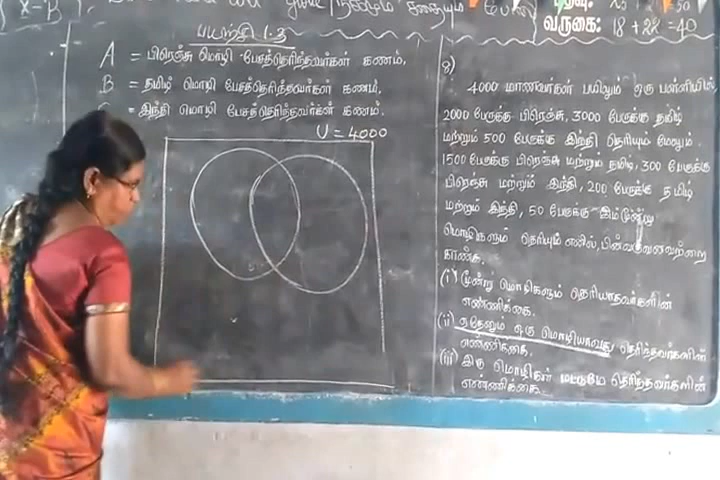 பயிற்சி 1.3
A = பிரெஞ்சு மொழி பேசத்தெரிந்தவர்கள் கணம்,
B = தமிழ் மொழி பேசத்தெரிந்தவர்கள் கணம்,
= இந்தி மொழி பேசத்தெரிந்தவர்கள் கணம்.
U = 4000
வருகை: 18 + 22 = 40
8)
4000 மாணவர்கள் பயிலும் ஒரு பள்ளியில்,
2000 பேருக்கு பிரெஞ்சு, 3000 பேருக்கு தமிழ்
மற்றும் 500 பேருக்கு இந்தி தெரியும் மேலும்
1500 பேருக்கு பிரெஞ்சு மற்றும் தமிழ், 300 பேருக்கு
பிரெஞ்சு மற்றும் இந்தி, 200 பேருக்கு தமிழ்
மற்றும் இந்தி, 50 பேருக்கு இம்மூன்று
மொழிகளும் தெரியும் எனில், பின்வருவனவற்றை
காண்க.
(i) மூன்று மொழிகளும் தெரியாதவர்களின்
எண்ணிக்கை.
(ii) ஏதேனும் ஒரு மொழியாவது தெரிந்தவர்களின்
எண்ணிக்கை.
(iii) இரு மொழிகள் மட்டுமே தெரிந்தவர்களின்
எண்ணிக்கை.